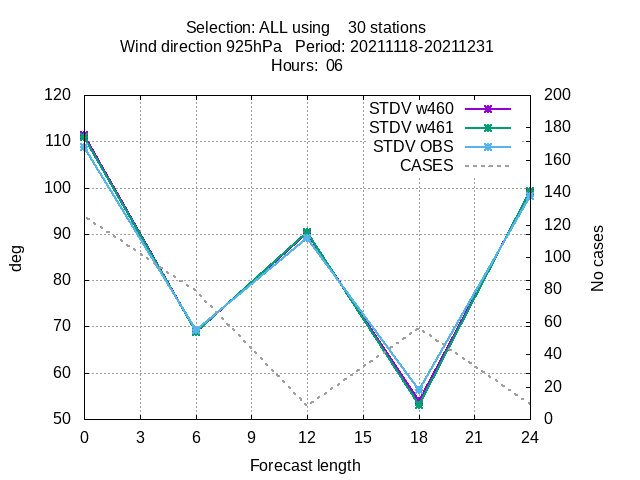 Selection: ALL using    30 stations
Wind direction 925hPa   Period: 20211118-20211231
Hours:  06
120
110
100
90
80
70
60
50
200
180
160
140
120
100
80
60
40
20
0
STDV w460
STDV w461
STDV OBS
CASES
deg
No cases
0 3 6 9 12 15 18 21 24
Forecast length